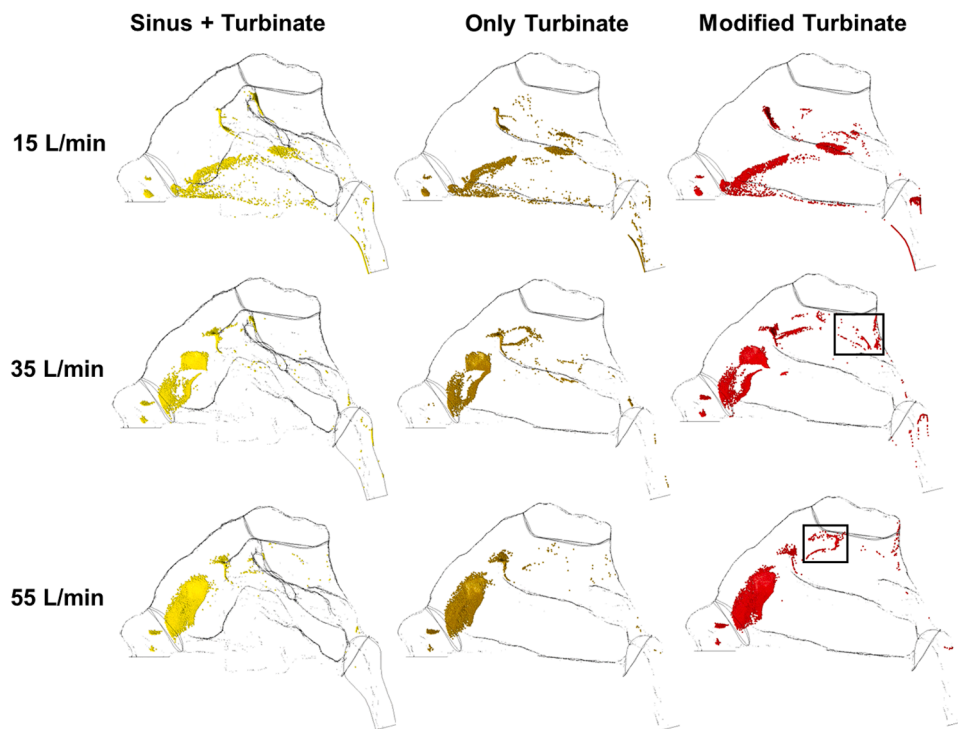 Sinus + Turbinate Only Turbinate Modified Turbinate
15 L/min
35 L/min
55 L/min